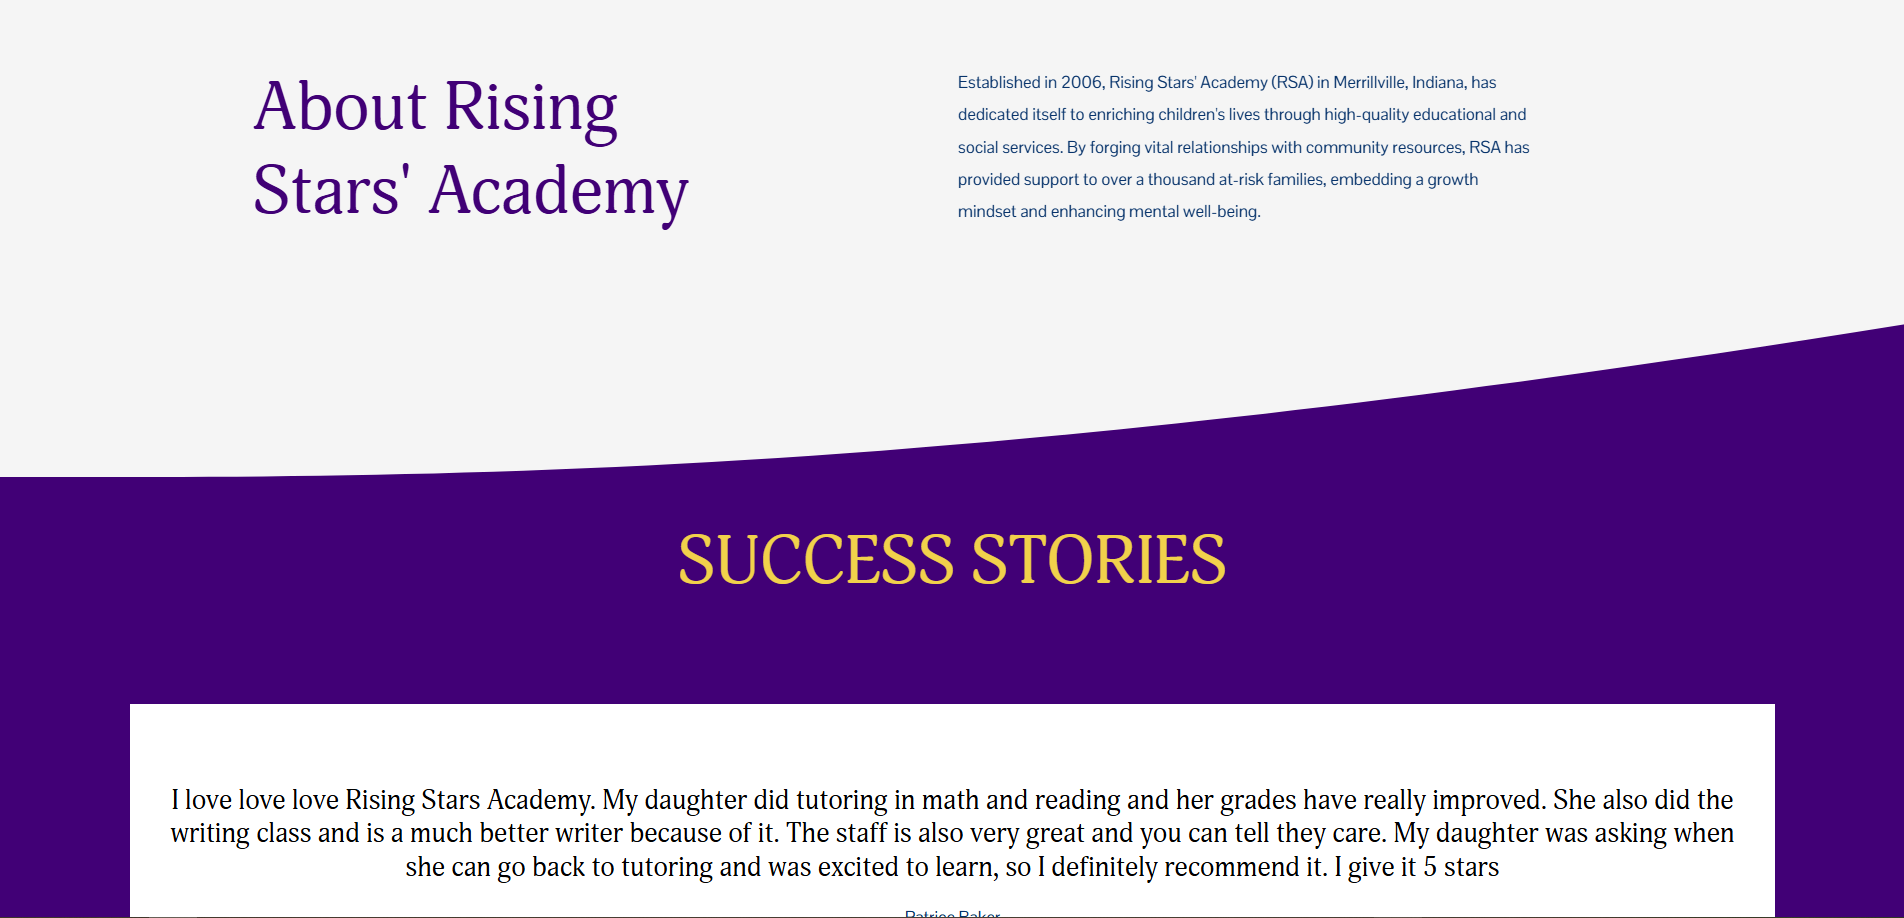 About Rising
Stars' Academy
Established in 2006, Rising Stars' Academy (RSA) in Merrillville, Indiana, has
dedicated itself to enriching children's lives through high-quality educational and
social services. By forging vital relationships with community resources, RSA has
provided support to over a thousand at-risk families, embedding a growth
mindset and enhancing mental well-being.
SUCCESS STORIES
I love love love Rising Stars Academy. My daughter did tutoring in math and reading and her grades have really improved. She also did the
writing class and is a much better writer because of it. The staff is also very great and you can tell they care. My daughter was asking when
she can go back to tutoring and was excited to learn, so I definitely recommend it. I give it 5 stars
Patrice Baker